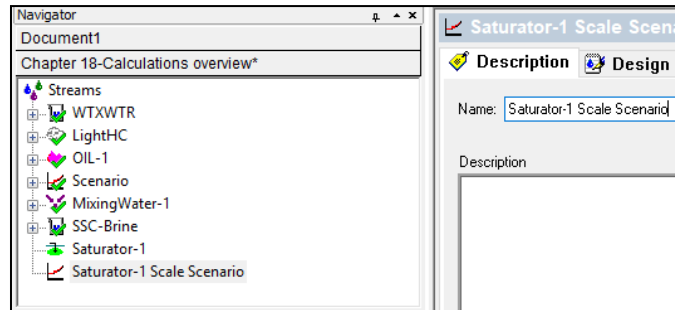 Navigator
Document1
Chapter 18-Calculations overview*
Streams
WTXWTR
LightHC
OIL-1
Scenario
MixingWater-1
SSC-Brine
Saturator-1
Saturator-1 Scale Scenario
Saturator-1 Scale Scena
Description Design
Name: Saturator-1 Scale Scenario
Description